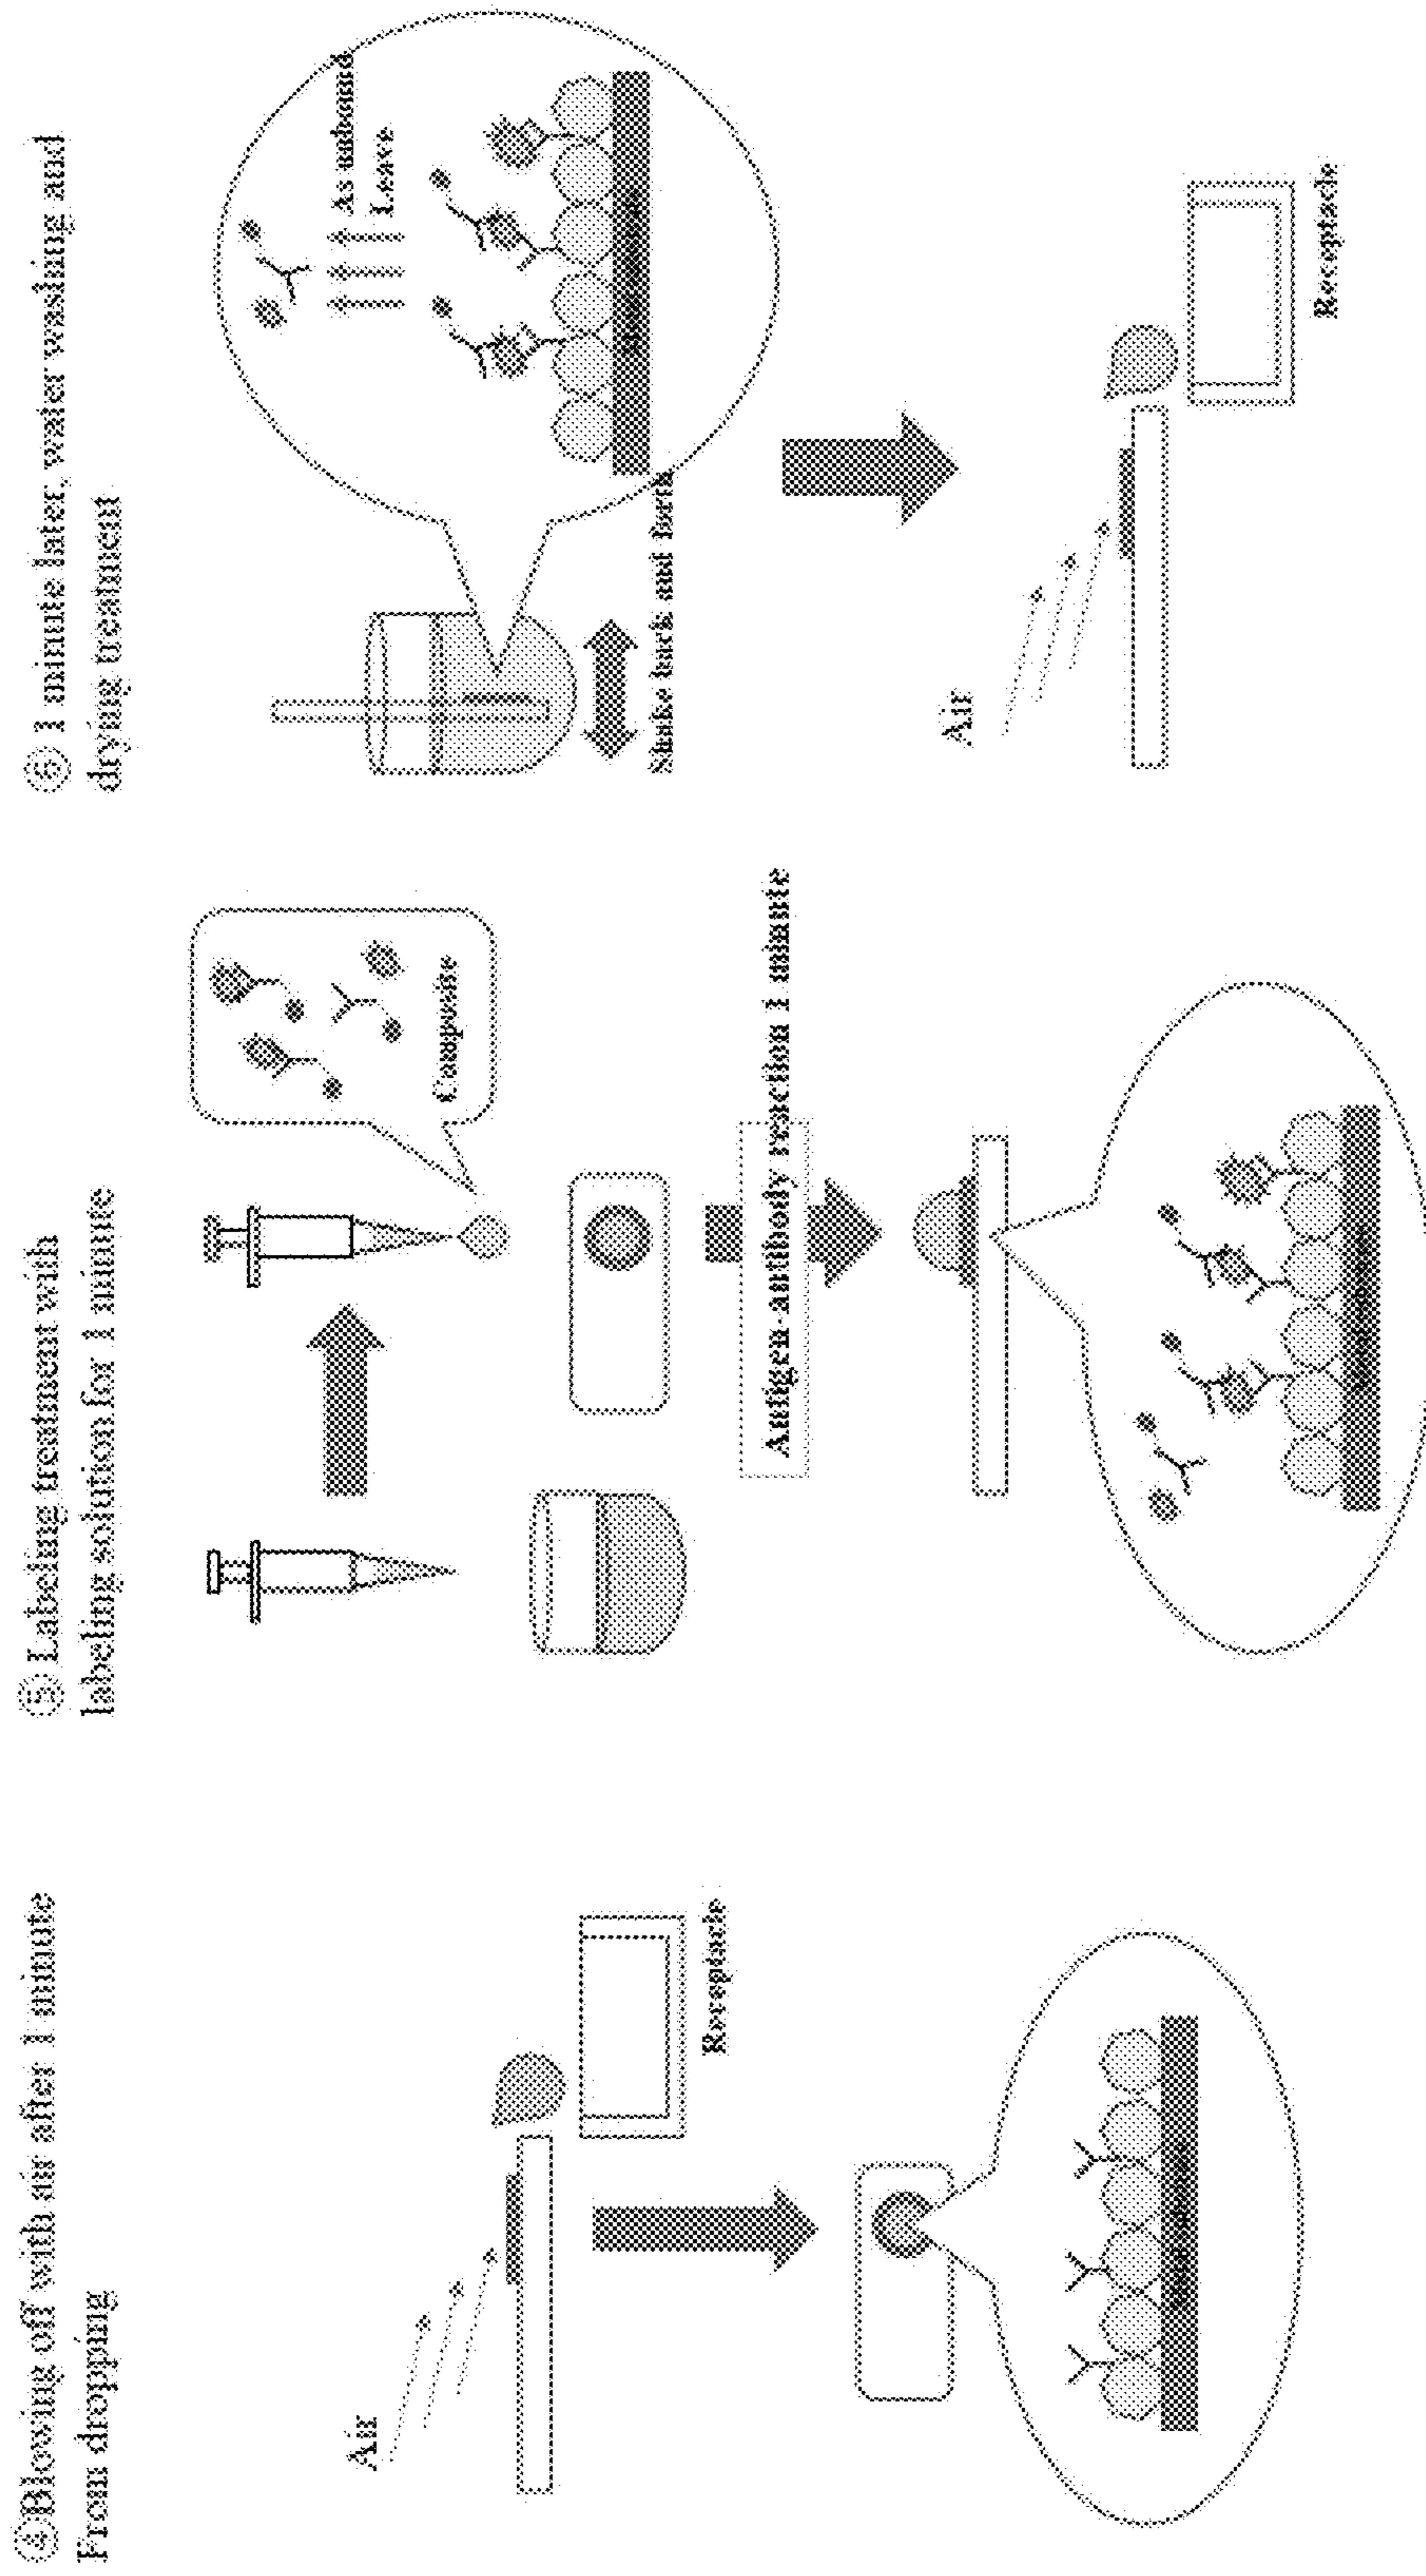 ④Blowing off with air after 1 minute
From dropping
Air
Receptacle
⑤ Labeling treatment with
labeling solution for 1 minute
Composite
Antigen-antibody reaction 1 minute
⑥ 1 minute later, water washing and
drying treatment
As unbound
Leave
Shake back and forth
Air
Receptacle